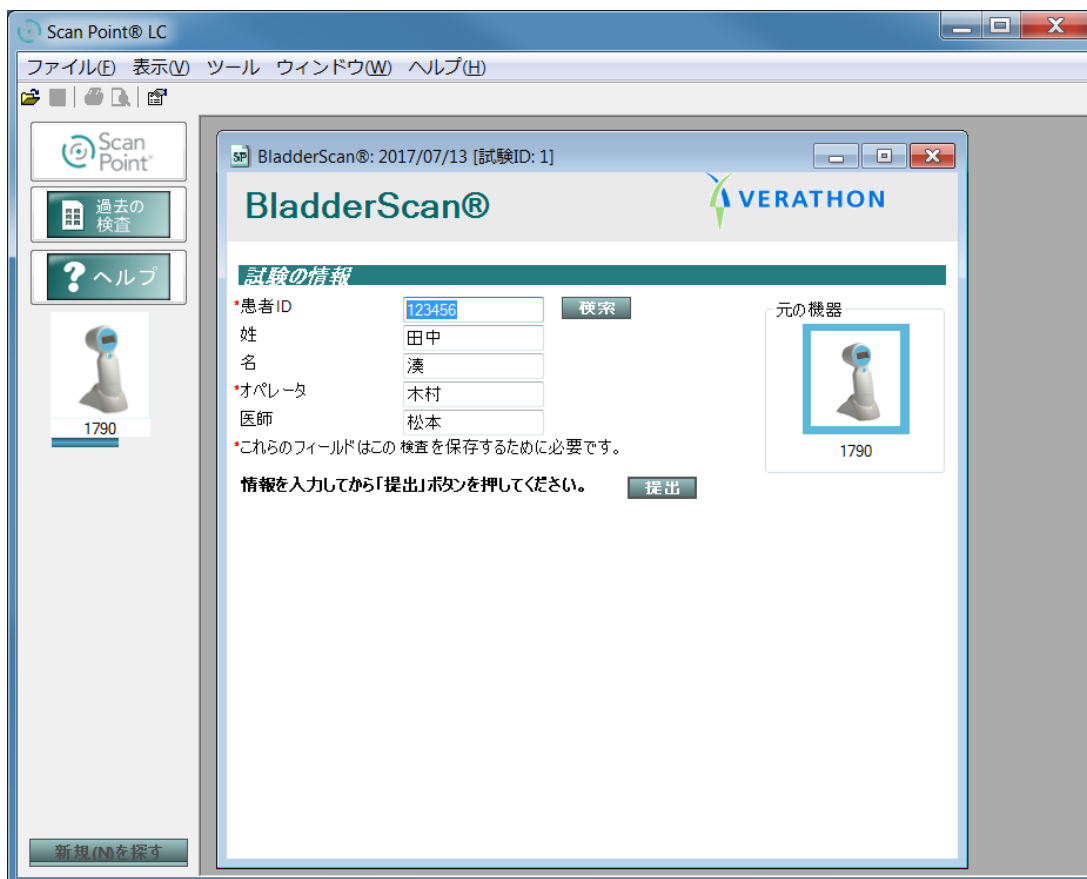 Scan Point® LC
ファイル(F) 表示(V) ツール ウィンドウ(W) ヘルプ(H)
Scan
Point®
過去の
検査
? ヘルプ
1790
新規(N)を探す
SP BladderScan®: 2017/07/13 [試験ID: 1]
BladderScan®
VERATHON
試験の情報
*患者ID 123456 検索
姓 田中
名 湊
*オペレータ 木村
医師 松本
*これらのフィールドはこの 検査を保存するために必要です。
情報を入力してから「提出」ボタンを押してください。 提出
元の機器
1790